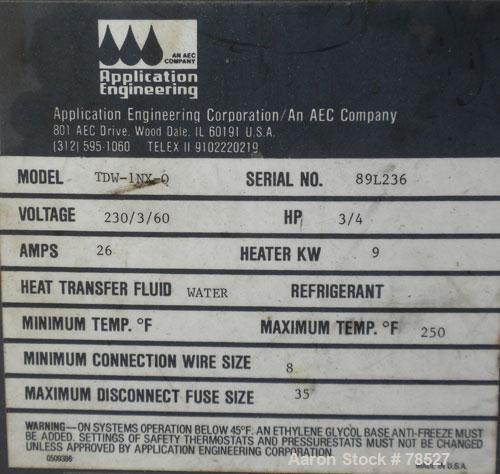 AN AEC
COMPANY
Application
Engineering
Application Engineering Corporation/An AEC Company
801 AEC Drive, Wood Dale, IL 60191 U.S.A.
(312) 595-1060 TELEX II 9102220219
MODEL TDW-1NX-Q SERIAL NO. 89L236
VOLTAGE 230/3/60 HP 3/4
AMPS 26 HEATER KW 9
HEAT TRANSFER FLUID WATER REFRIGERANT
MINIMUM TEMP. °F MAXIMUM TEMP. °F 250
MINIMUM CONNECTION WIRE SIZE 8
MAXIMUM DISCONNECT FUSE SIZE 35
WARNING—ON SYSTEMS OPERATION BELOW 45°F. AN ETHYLENE GLYCOL BASE ANTI-FREEZE MUST
BE ADDED. SETTINGS OF SAFETY THERMOSTATS AND PRESSURESTATS MUST NOT BE CHANGED
UNLESS APPROVED BY APPLICATION ENGINEERING CORPORATION.
0509386 MADE IN U.S.A.
Aaron Stock # 78527